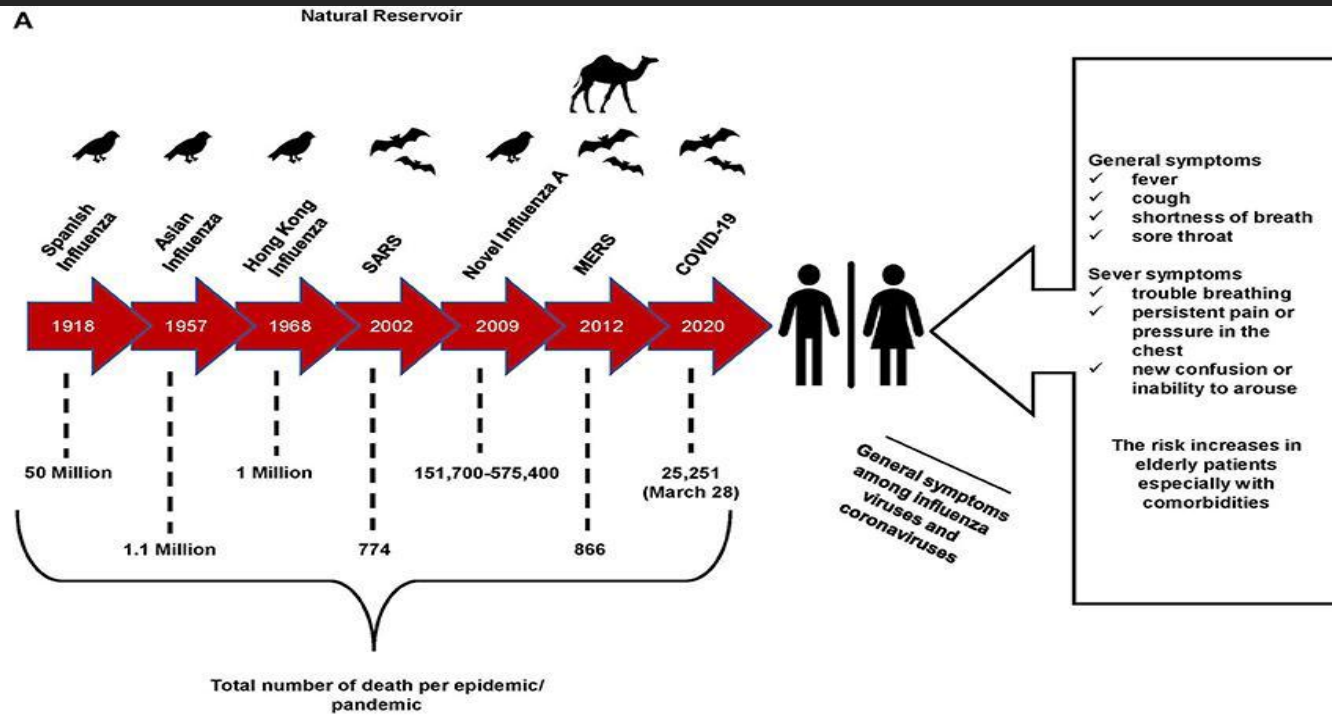 A
Natural Reservoir
Spanish
Influenza
Asian
Influenza
Hong Kong
Influenza
SARS
Novel Influenza A
MERS
COVID-19
1918
1957
1968
2002
2009
2012
2020
50 Million
1.1 Million
1 Million
774
151,700-575,400
866
25,251
(March 28)
Total number of death per epidemic/
pandemic
General symptoms
among influenza
viruses and
coronaviruses
General symptoms
✓ fever
✓ cough
✓ shortness of breath
✓ sore throat
Sever symptoms
✓ trouble breathing
✓ persistent pain or
pressure in the
chest
✓ new confusion or
inability to arouse
The risk increases in
elderly patients
especially with
comorbidities